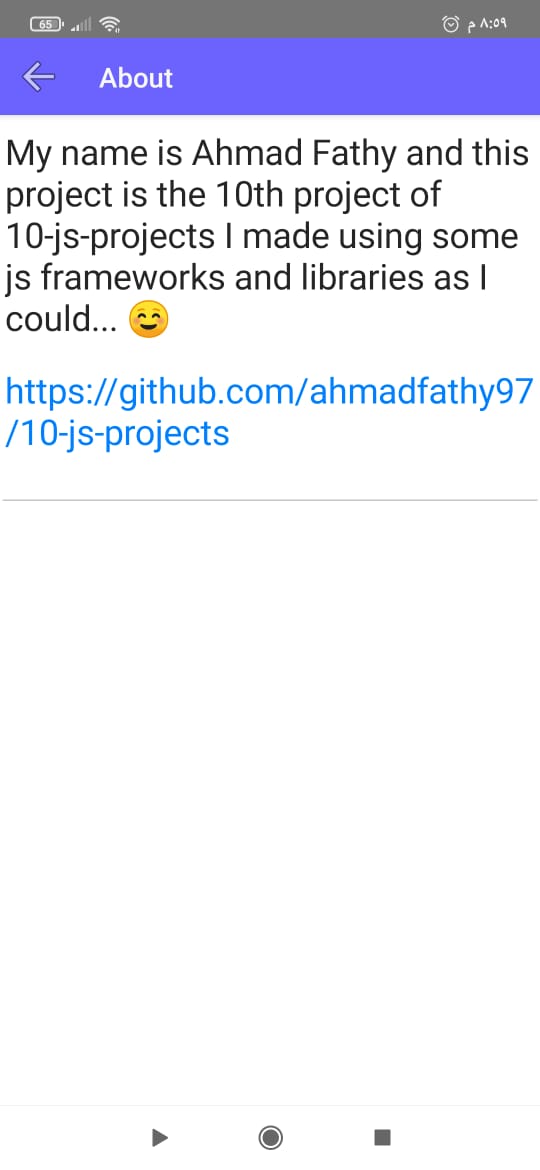 65 ٨:٥٩ م
About
My name is Ahmad Fathy and this
project is the 10th project of
10-js-projects I made using some
js frameworks and libraries as I
could... ☺️
https://github.com/ahmadfathy97
/10-js-projects